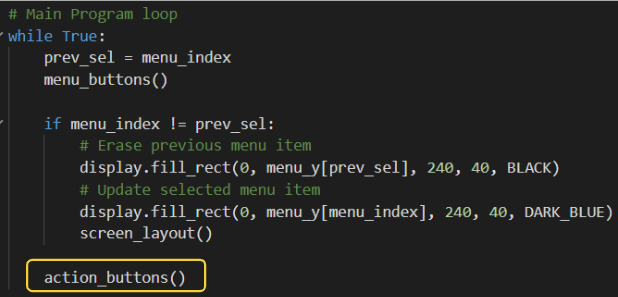 # Main Program loop
while True:
    prev_sel = menu_index
    menu_buttons()

    if menu_index != prev_sel:
        # Erase previous menu item
        display.fill_rect(0, menu_y[prev_sel], 240, 40, BLACK)
        # Update selected menu item
        display.fill_rect(0, menu_y[menu_index], 240, 40, DARK_BLUE)
        screen_layout()

    action_buttons()